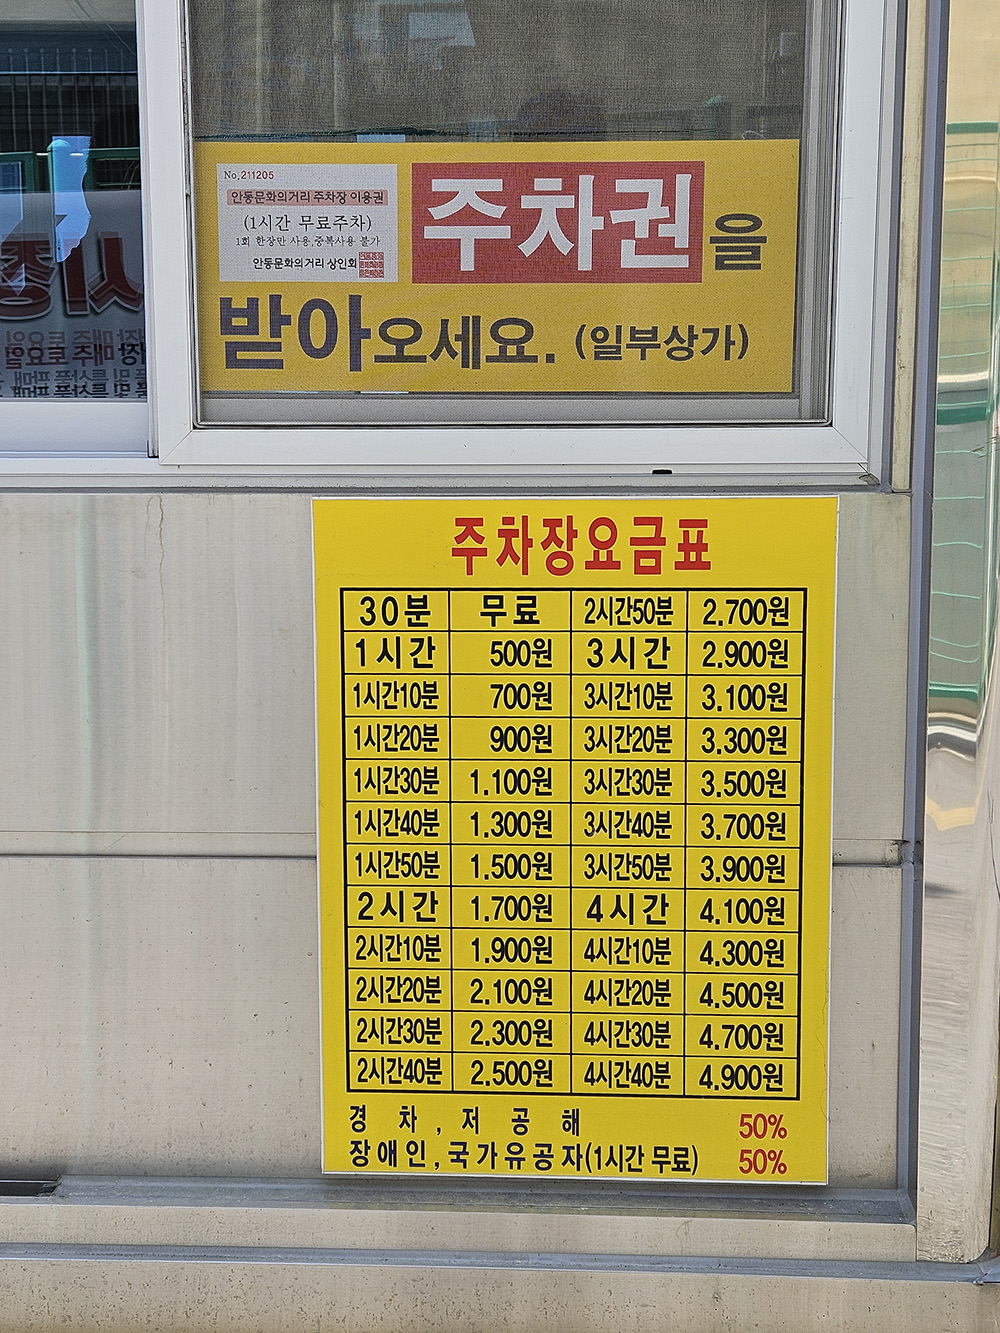 No.211205
안동문화의거리 주차장 이용권
(1시간 무료주차)
1회 한장만 사용,중복사용 불가
안동문화의거리 상인회
주차권을
받아오세요. (일부상가)
주차장요금표
30분 무료 2시간50분 2.700원
1시간 500원 3시간 2.900원
1시간10분 700원 3시간10분 3.100원
1시간20분 900원 3시간20분 3.300원
1시간30분 1.100원 3시간30분 3.500원
1시간40분 1.300원 3시간40분 3.700원
1시간50분 1.500원 3시간50분 3.900원
2시간 1.700원 4시간 4.100원
2시간10분 1.900원 4시간10분 4.300원
2시간20분 2.100원 4시간20분 4.500원
2시간30분 2.300원 4시간30분 4.700원
2시간40분 2.500원 4시간40분 4.900원
경 차 , 저 공 해 50%
장애인,국가유공자(1시간 무료) 50%